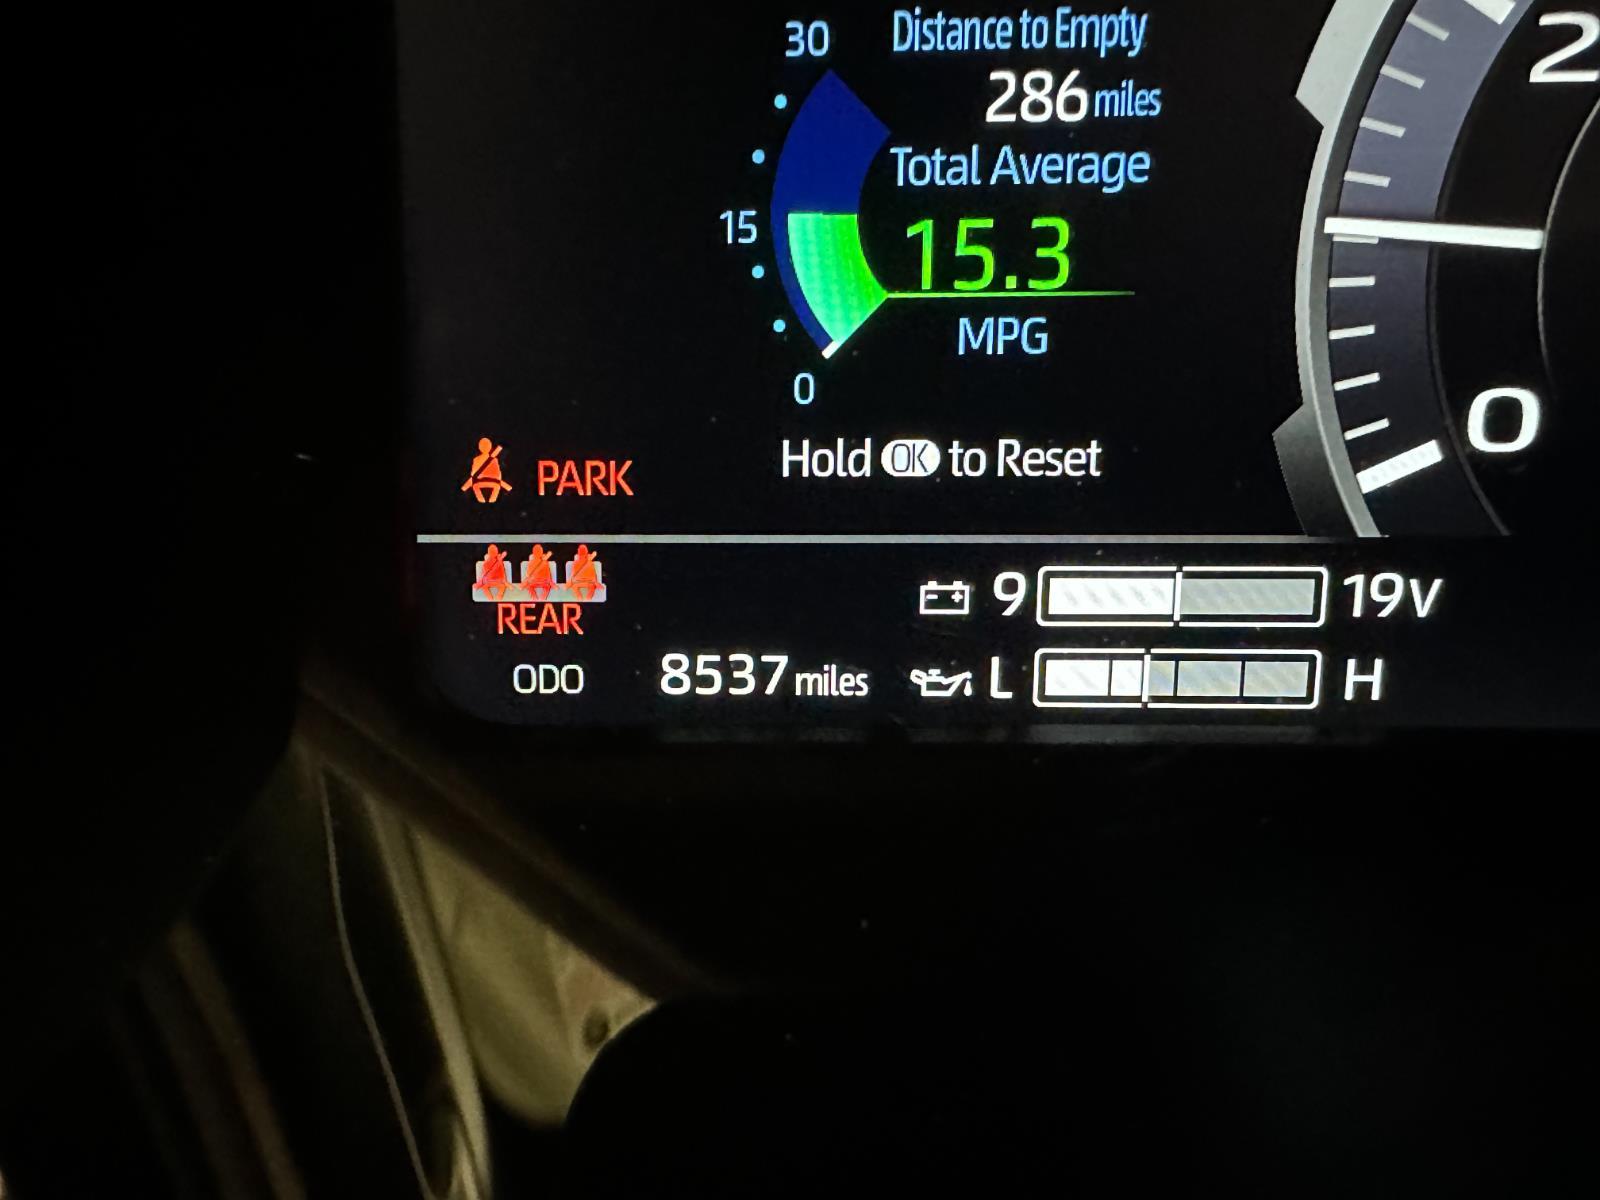 30
Distance to Empty
286 miles
Total Average
15
15.3
MPG
0
Hold OK to Reset
PARK
REAR
ODO 8537 miles
9 19V
L H
2
0